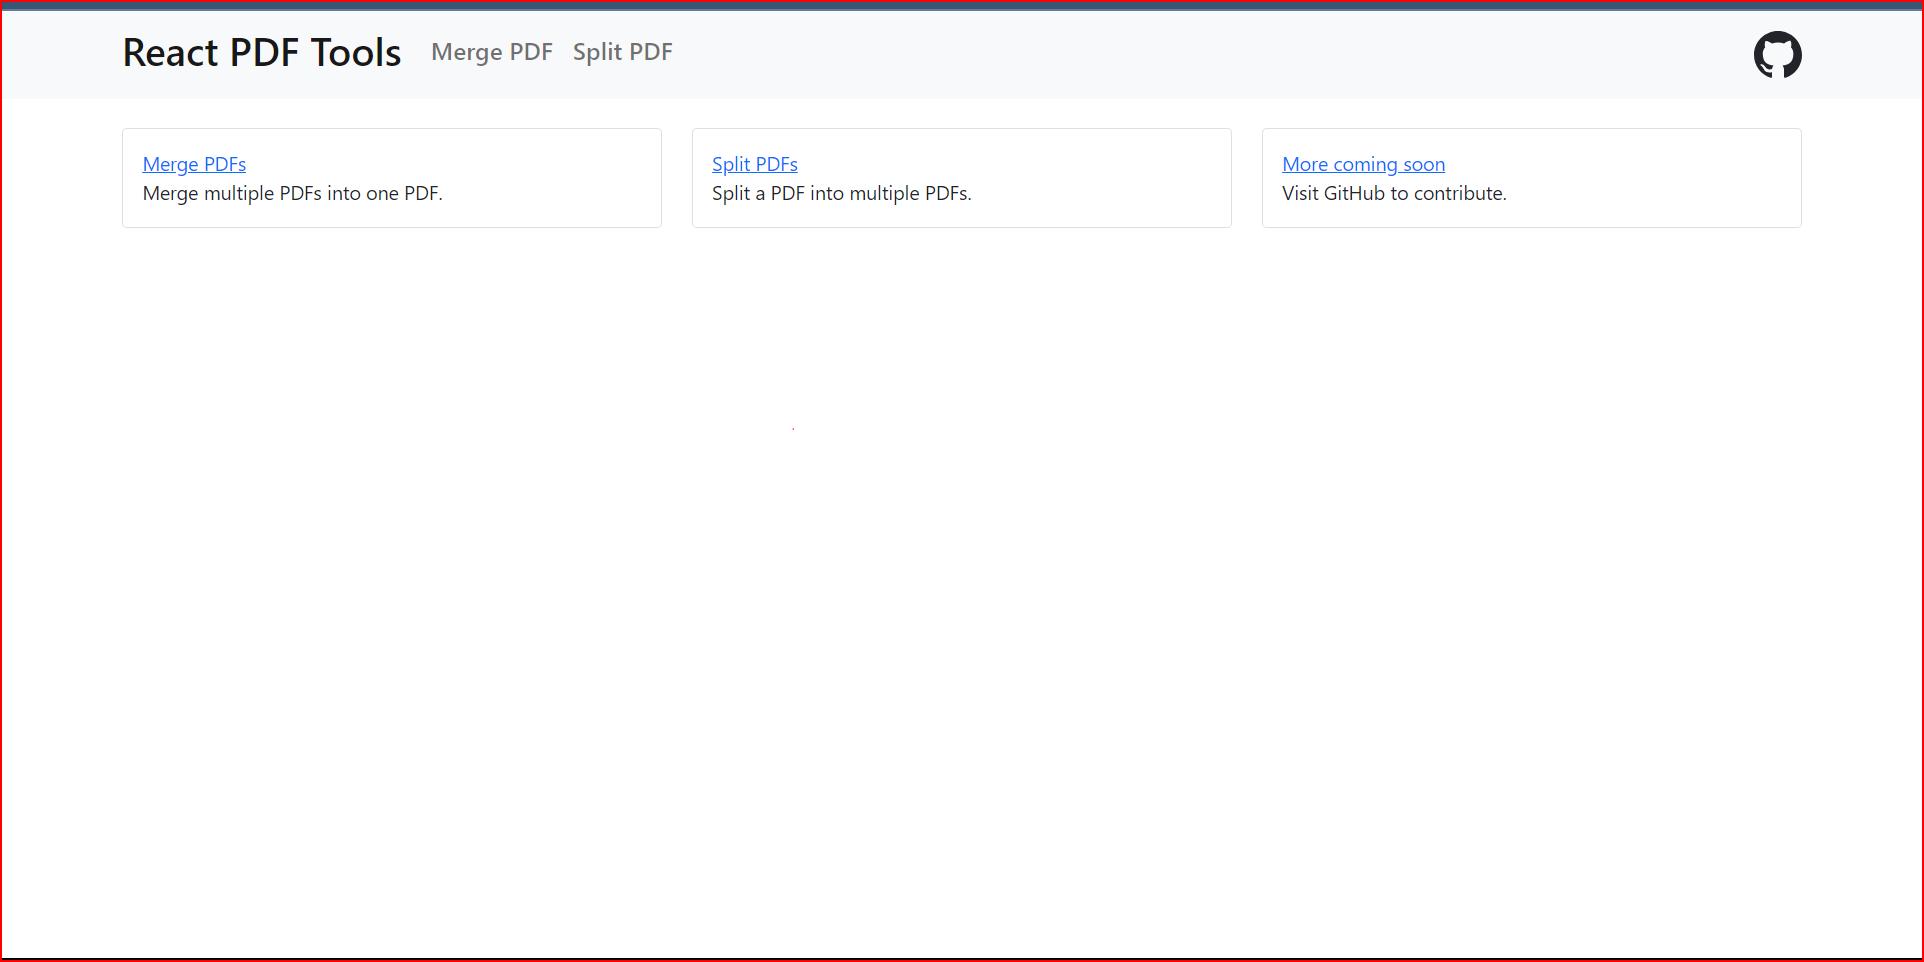 React PDF Tools Merge PDF Split PDF
Merge PDFs
Merge multiple PDFs into one PDF.
Split PDFs
Split a PDF into multiple PDFs.
More coming soon
Visit GitHub to contribute.